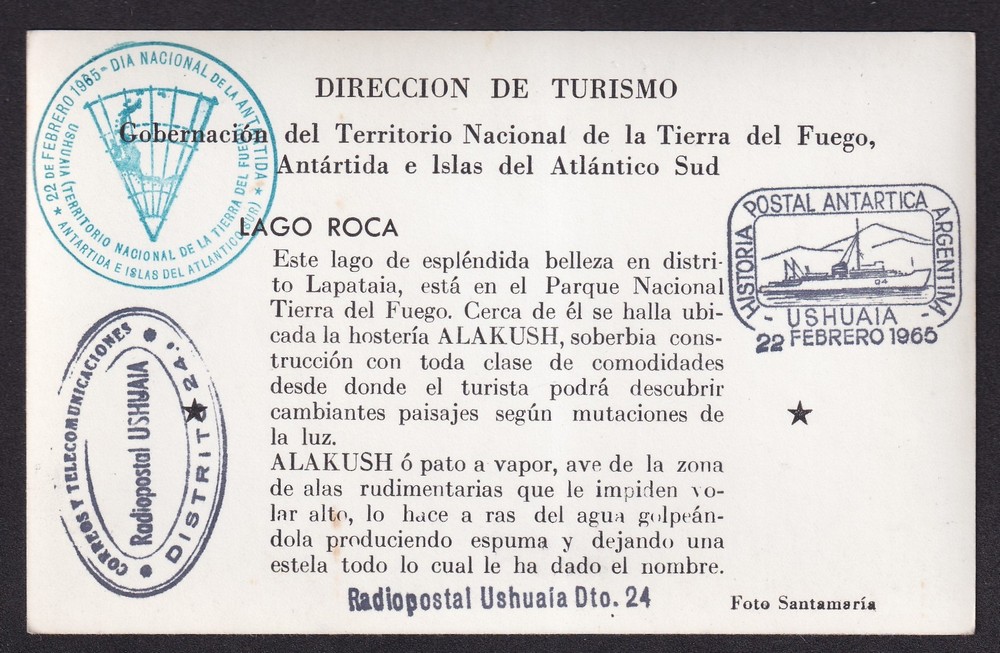 DIRECCION DE TURISMO
Gobernación del Territorio Nacional de la Tierra del Fuego,
Antártida e Islas del Atlántico Sud
22 DE FEBRERO 1965 - DIA NACIONAL DE LA ANTARTIDA
USHUAIA (TERRITORIO NACIONAL DE LA TIERRA DEL FUEGO
ANTARTIDA E ISLAS DEL ATLANTICO SUR)
HISTORIA POSTAL ANTARTICA ARGENTINA
Q4
- USHUAIA -
22 FEBRERO 1965
LAGO ROCA
Este lago de espléndida belleza en distri-
to Lapataia, está en el Parque Nacional
Tierra del Fuego. Cerca de él se halla ubi-
cada la hostería ALAKUSH, soberbia cons-
trucción con toda clase de comodidades
desde donde el turista podrá descubrir
cambiantes paisajes según mutaciones de
la luz.
ALAKUSH ó pato a vapor, ave de la zona
de alas rudimentarias que le impiden vo-
lar alto, lo hace a ras del agua golpeán-
dola produciendo espuma y dejando una
estela todo lo cual le ha dado el nombre.
CORREOS Y TELECOMUNICACIONES
Radiopostal USHUAIA
DISTRITO 24º
Radiopostal Ushuaia Dto. 24
Foto Santamaría